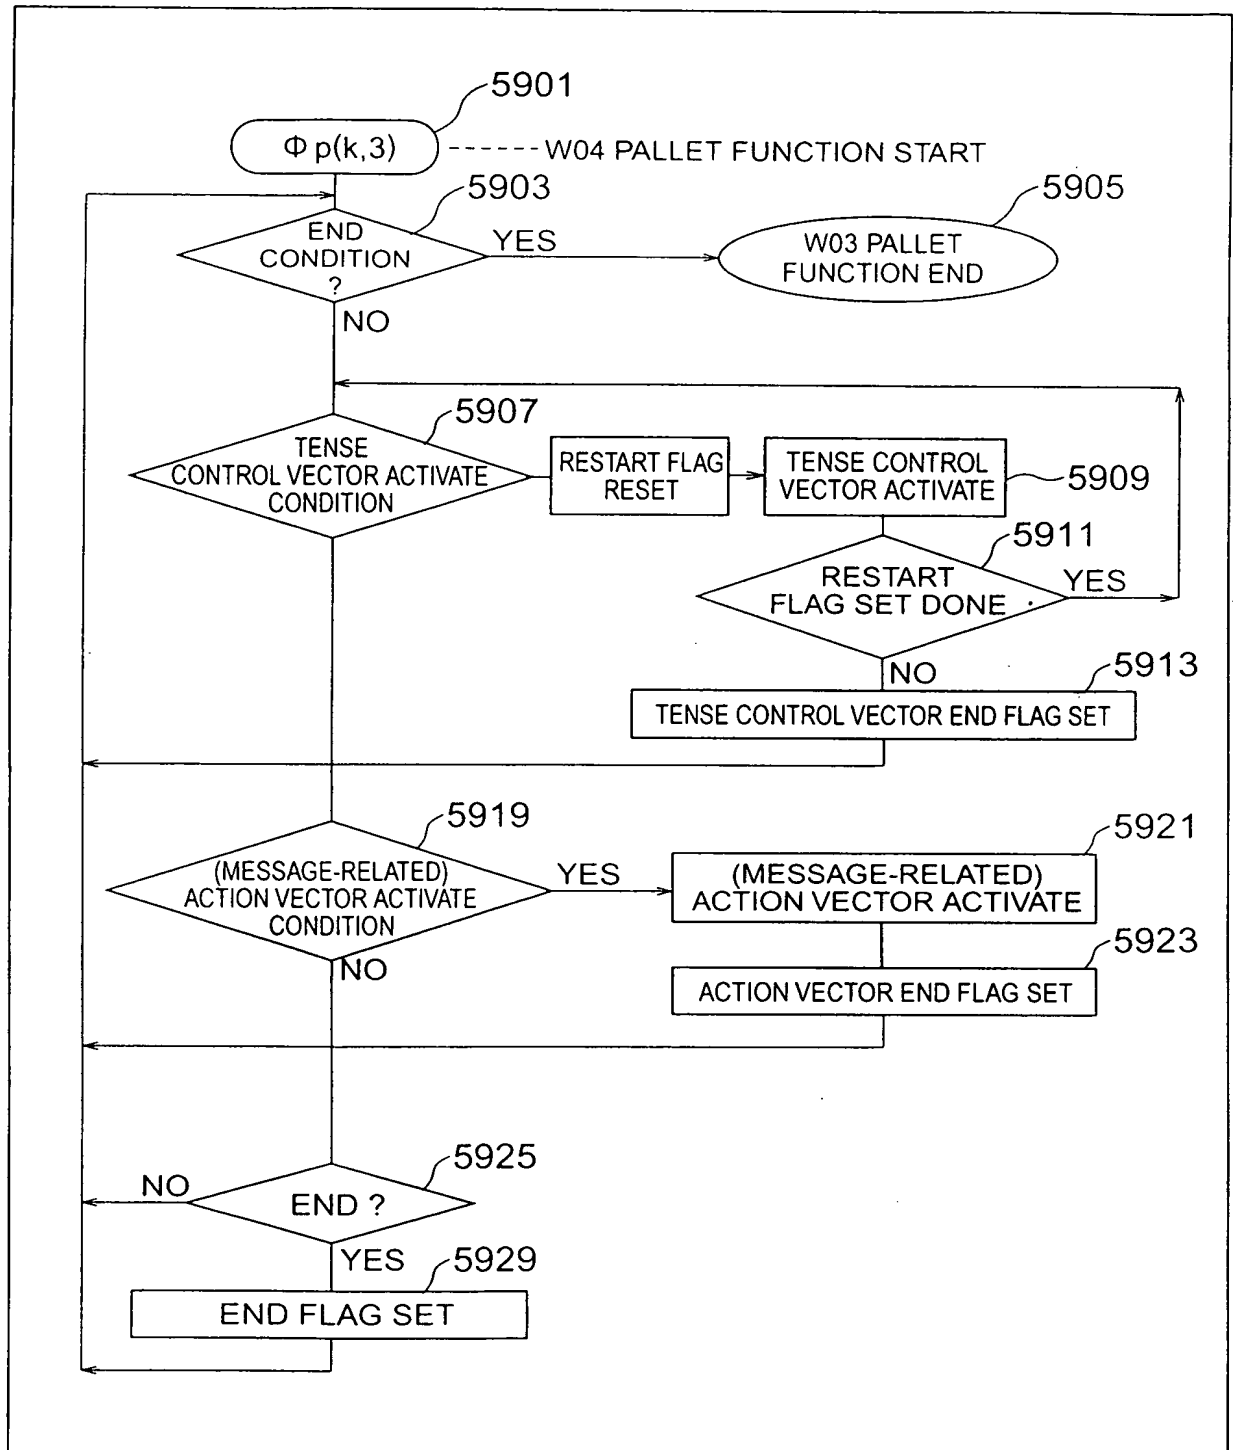 5901
Φp(k,3)
W04 PALLET FUNCTION START
5903
5905
END
CONDITION
?
YES
W03 PALLET
FUNCTION END
NO
5907
TENSE
CONTROL VECTOR ACTIVATE
CONDITION
RESTART FLAG
RESET
TENSE CONTROL
VECTOR ACTIVATE
5909
5911
RESTART
FLAG SET DONE
YES
NO
5913
TENSE CONTROL VECTOR END FLAG SET
5919
(MESSAGE-RELATED)
ACTION VECTOR ACTIVATE
CONDITION
YES
5921
(MESSAGE-RELATED)
ACTION VECTOR ACTIVATE
NO
5923
ACTION VECTOR END FLAG SET
5925
NO
END ?
YES
5929
END FLAG SET